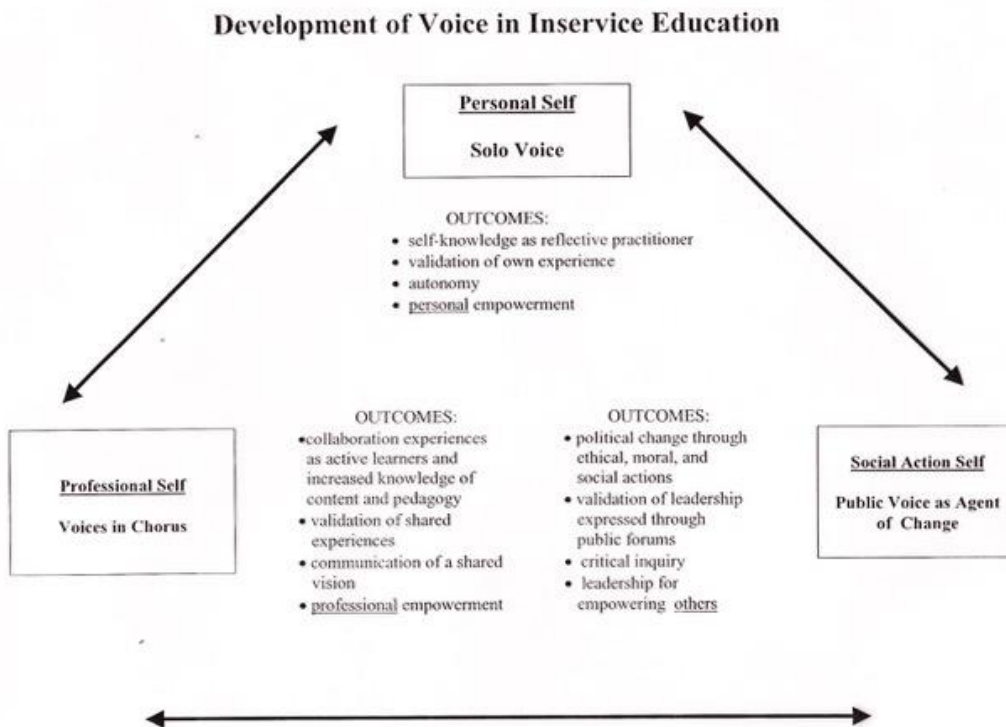 Development of Voice in Inservice Education
Personal Self
Solo Voice
OUTCOMES:
• self-knowledge as reflective practitioner
• validation of own experience
• autonomy
• personal empowerment
Professional Self
Voices in Chorus
OUTCOMES:
•collaboration experiences
as active learners and
increased knowledge of
content and pedagogy
• validation of shared
experiences
• communication of a shared
vision
• professional empowerment
OUTCOMES:
• political change through
ethical, moral, and
social actions
• validation of leadership
expressed through
public forums
• critical inquiry
• leadership for
empowering others
Social Action Self
Public Voice as Agent
of Change